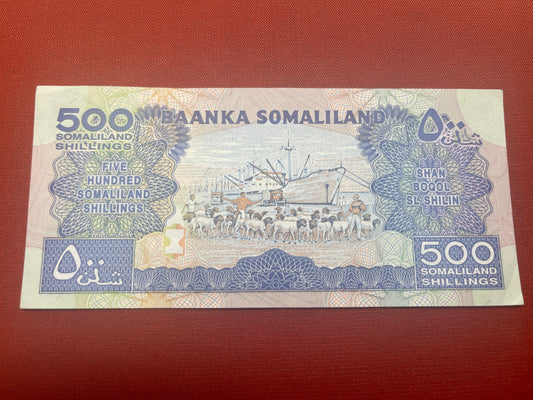 BAANKA SOMALILAND
500
SOMALILAND
SHILLINGS
FIVE
HUNDRED
SOMALILAND
SHILLINGS
٥٠٠
شلن
٥٠٠
شلن
SHAN
BOQOL
SL SHILIN
500
SOMALILAND
SHILLINGS